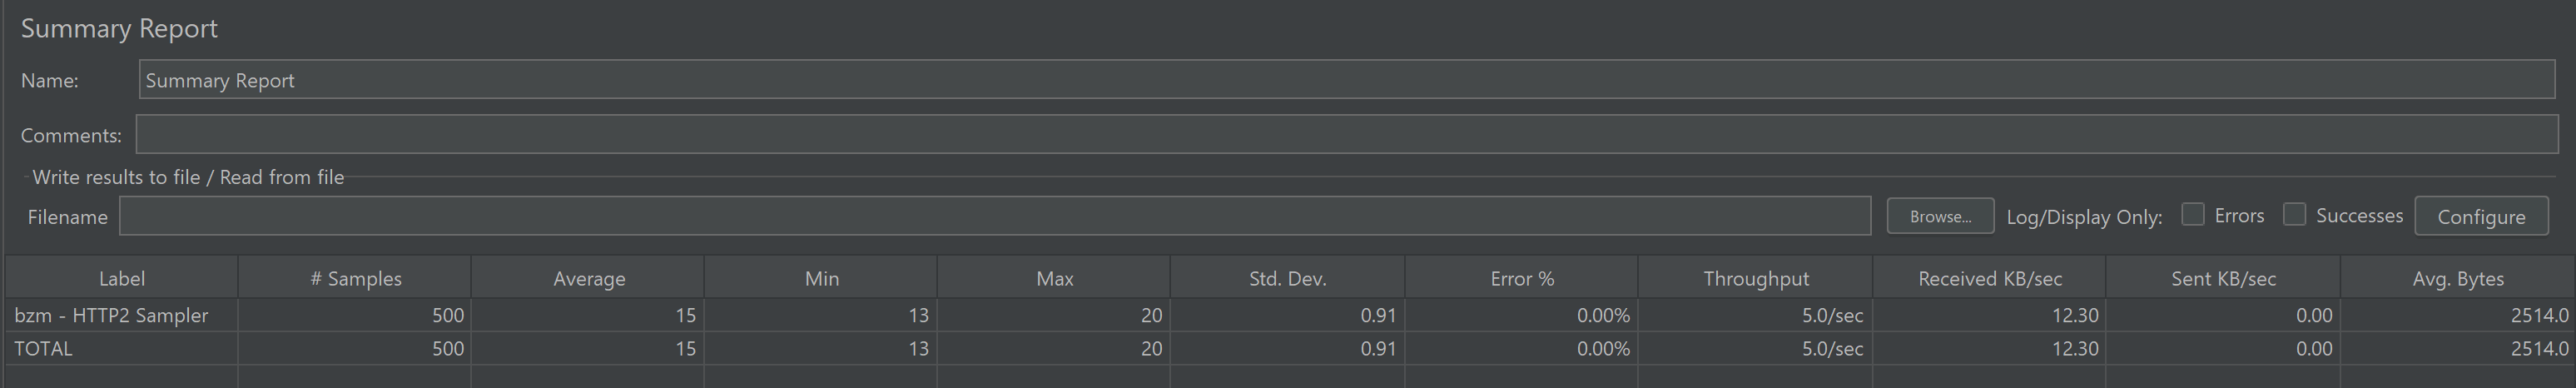 Summary Report
Name: Summary Report
Comments:
Write results to file / Read from file
Filename Browse... Log/Display Only: Errors Successes Configure
Label # Samples Average Min Max Std. Dev. Error % Throughput Received KB/sec Sent KB/sec Avg. Bytes
bzm - HTTP2 Sampler 500 15 13 20 0.91 0.00% 5.0/sec 12.30 0.00 2514.0
TOTAL 500 15 13 20 0.91 0.00% 5.0/sec 12.30 0.00 2514.0